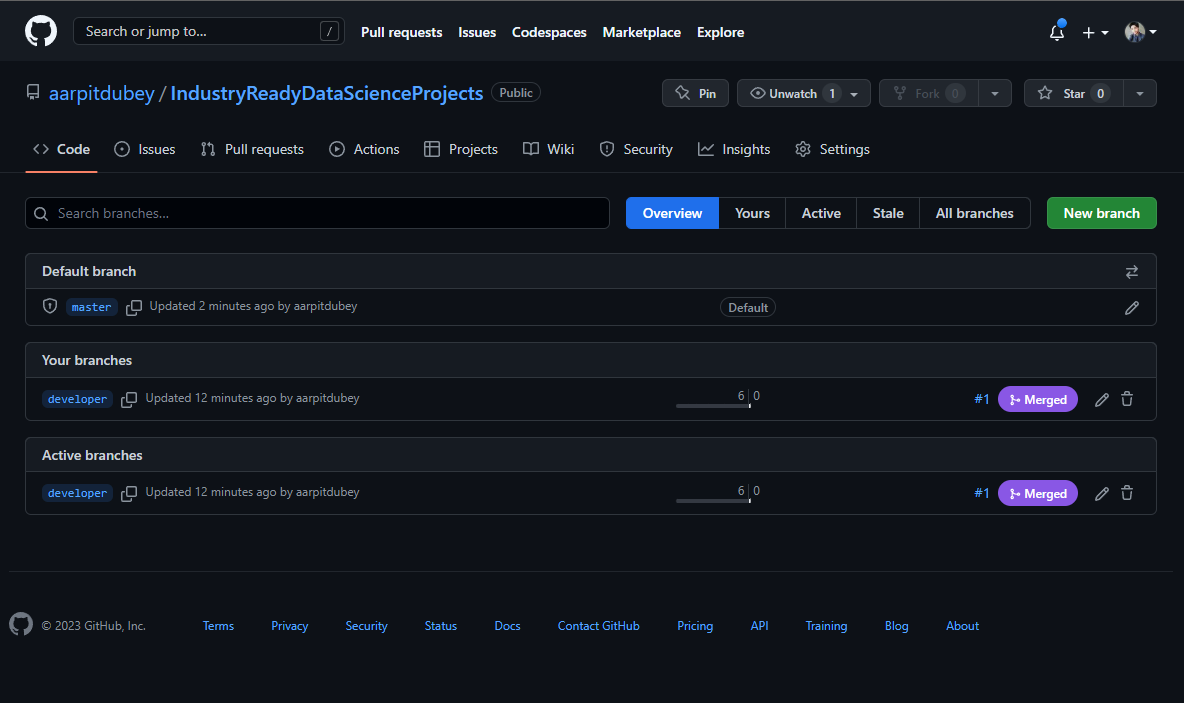 Search or jump to... / Pull requests Issues Codespaces Marketplace Explore
aarpitdubey / IndustryReadyDataScienceProjects Public Pin Unwatch 1 Fork 0 Star 0
Code Issues Pull requests Actions Projects Wiki Security Insights Settings
Search branches... Overview Yours Active Stale All branches New branch
Default branch
master Updated 2 minutes ago by aarpitdubey Default
Your branches
developer Updated 12 minutes ago by aarpitdubey 6 0 #1 Merged
Active branches
developer Updated 12 minutes ago by aarpitdubey 6 0 #1 Merged
© 2023 GitHub, Inc. Terms Privacy Security Status Docs Contact GitHub Pricing API Training Blog About